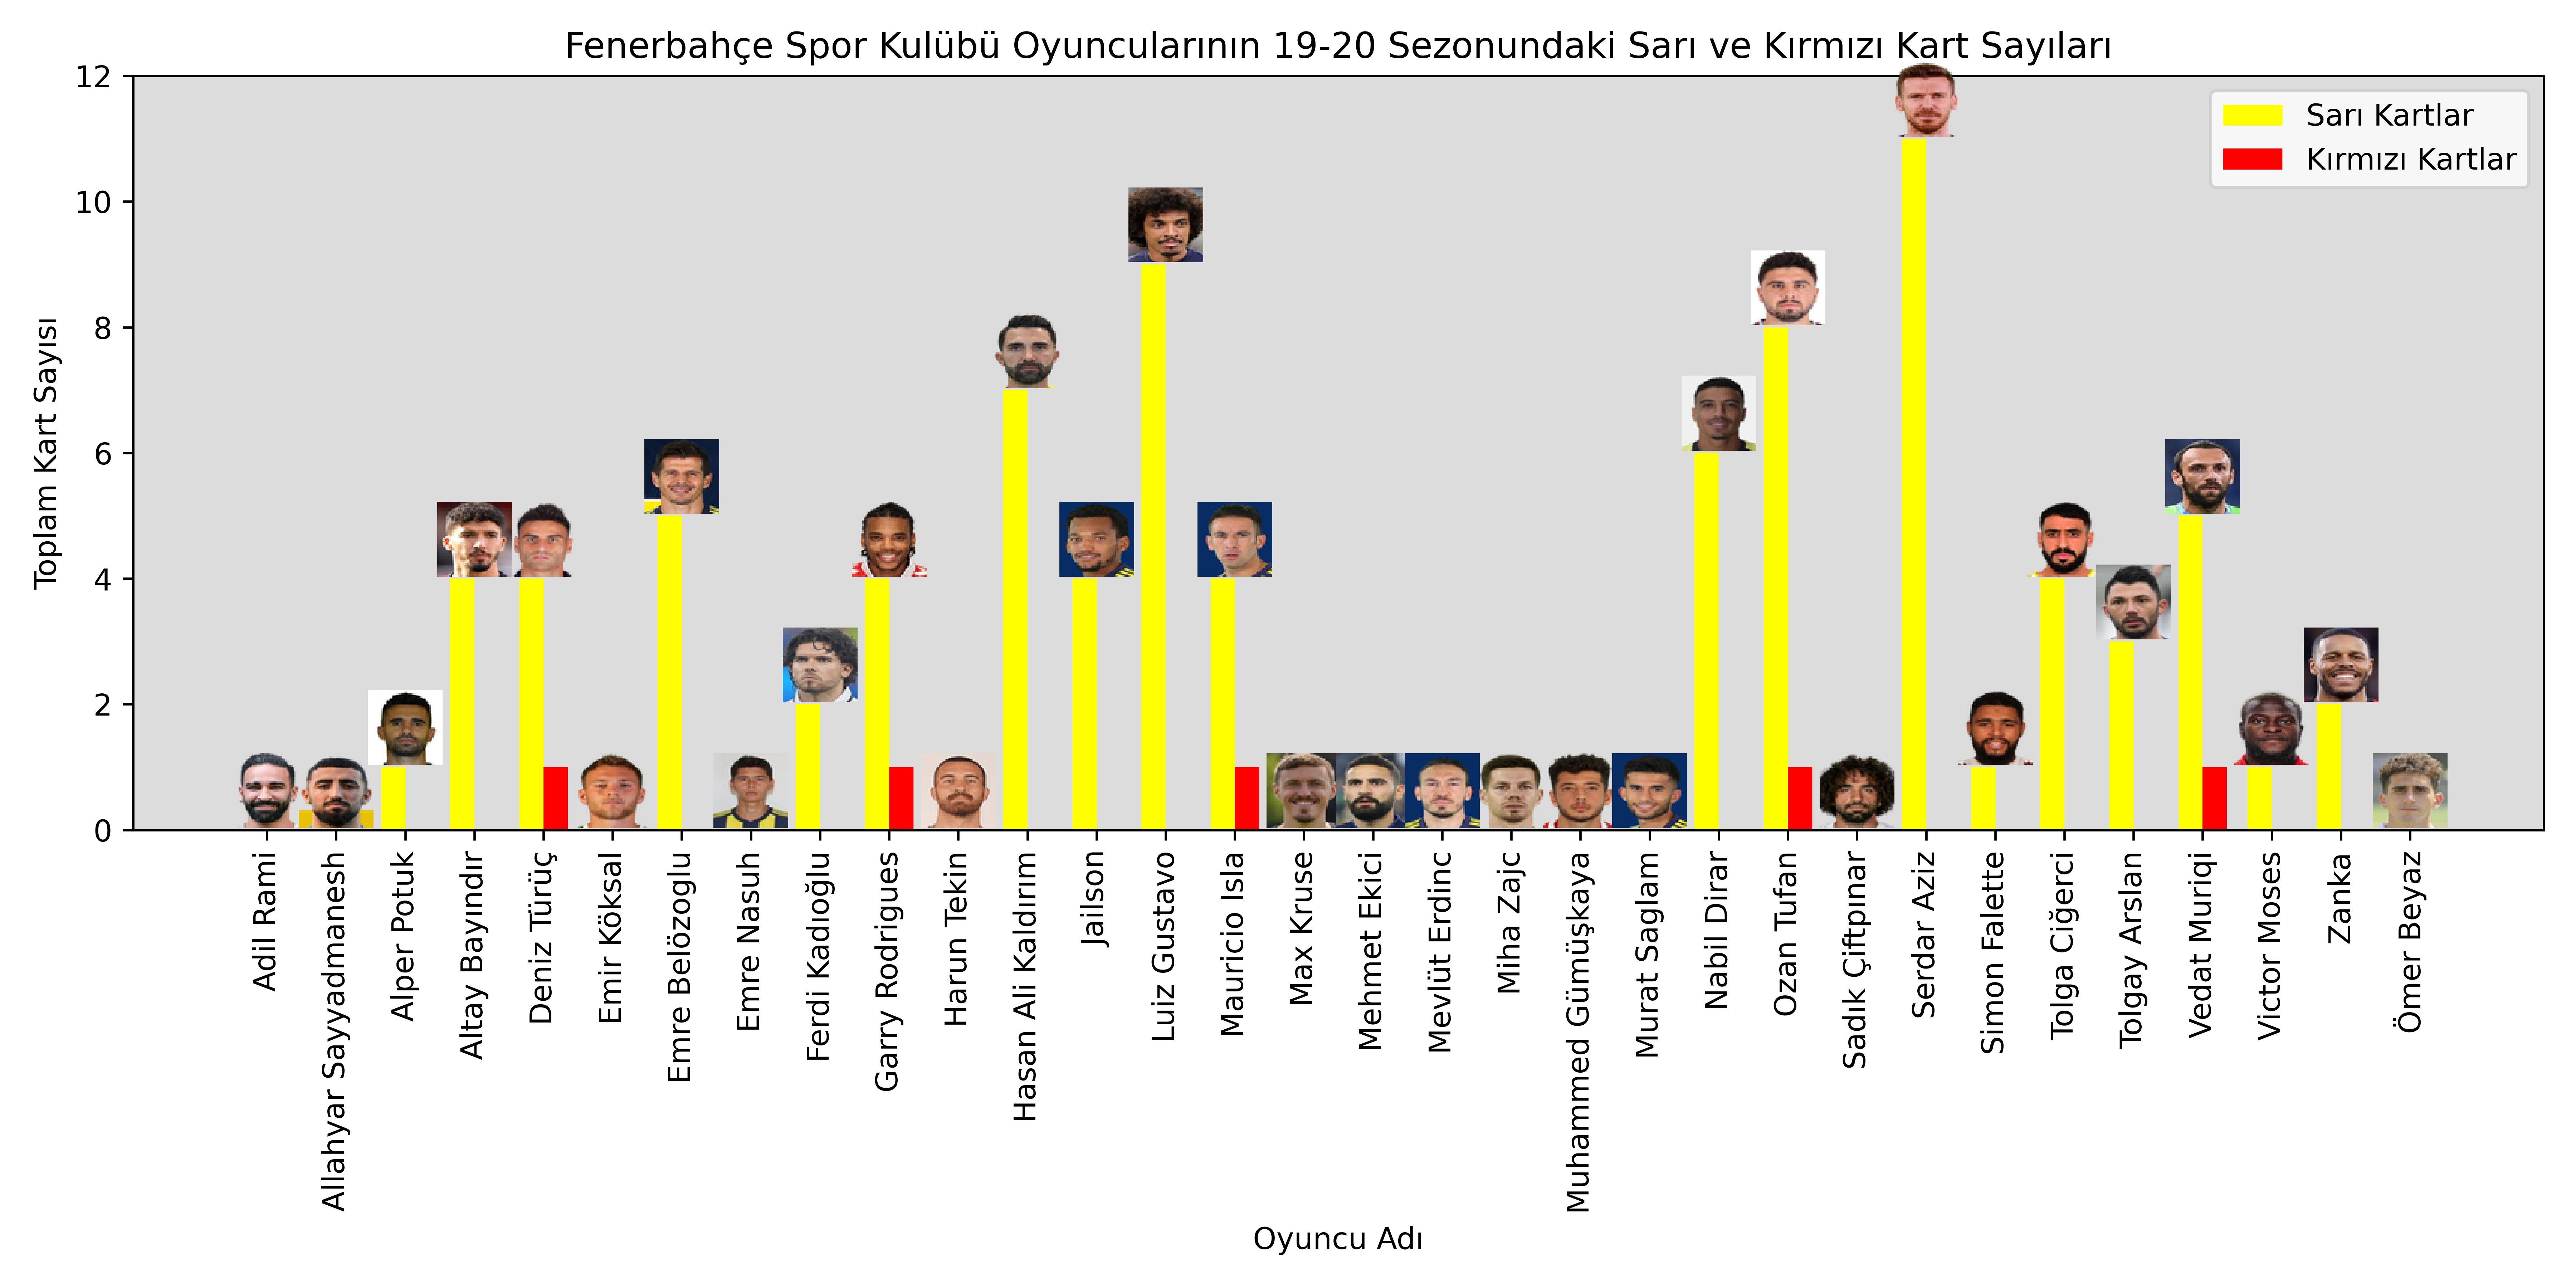 Fenerbahçe Spor Kulübü Oyuncularının 19-20 Sezonundaki Sarı ve Kırmızı Kart Sayıları
Sarı Kartlar
Kırmızı Kartlar
Toplam Kart Sayısı
12
10
8
6
4
2
0
Adil Rami
Allahyar Sayyadmanesh
Alper Potuk
Altay Bayındır
Deniz Türüç
Emir Köksal
Emre Belözoglu
Emre Nasuh
Ferdi Kadıoğlu
Garry Rodrigues
Harun Tekin
Hasan Ali Kaldırım
Jailson
Luiz Gustavo
Mauricio Isla
Max Kruse
Mehmet Ekici
Mevlüt Erdinc
Miha Zajc
Muhammed Gümüşkaya
Murat Saglam
Nabil Dirar
Ozan Tufan
Sadık Çiftpınar
Serdar Aziz
Simon Falette
Tolga Ciğerci
Tolgay Arslan
Vedat Muriqi
Victor Moses
Zanka
Ömer Beyaz
Oyuncu Adı